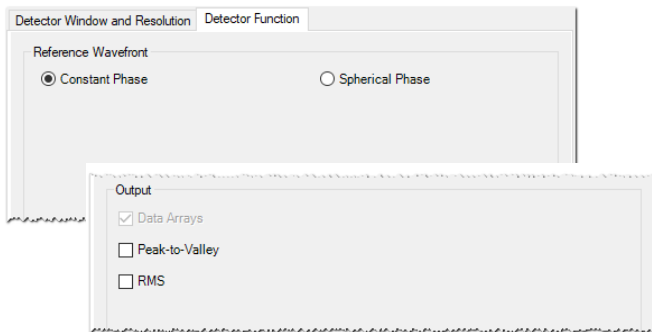 Detector Window and Resolution Detector Function
Reference Wavefront
Constant Phase Spherical Phase
Output
Data Arrays
Peak-to-Valley
RMS